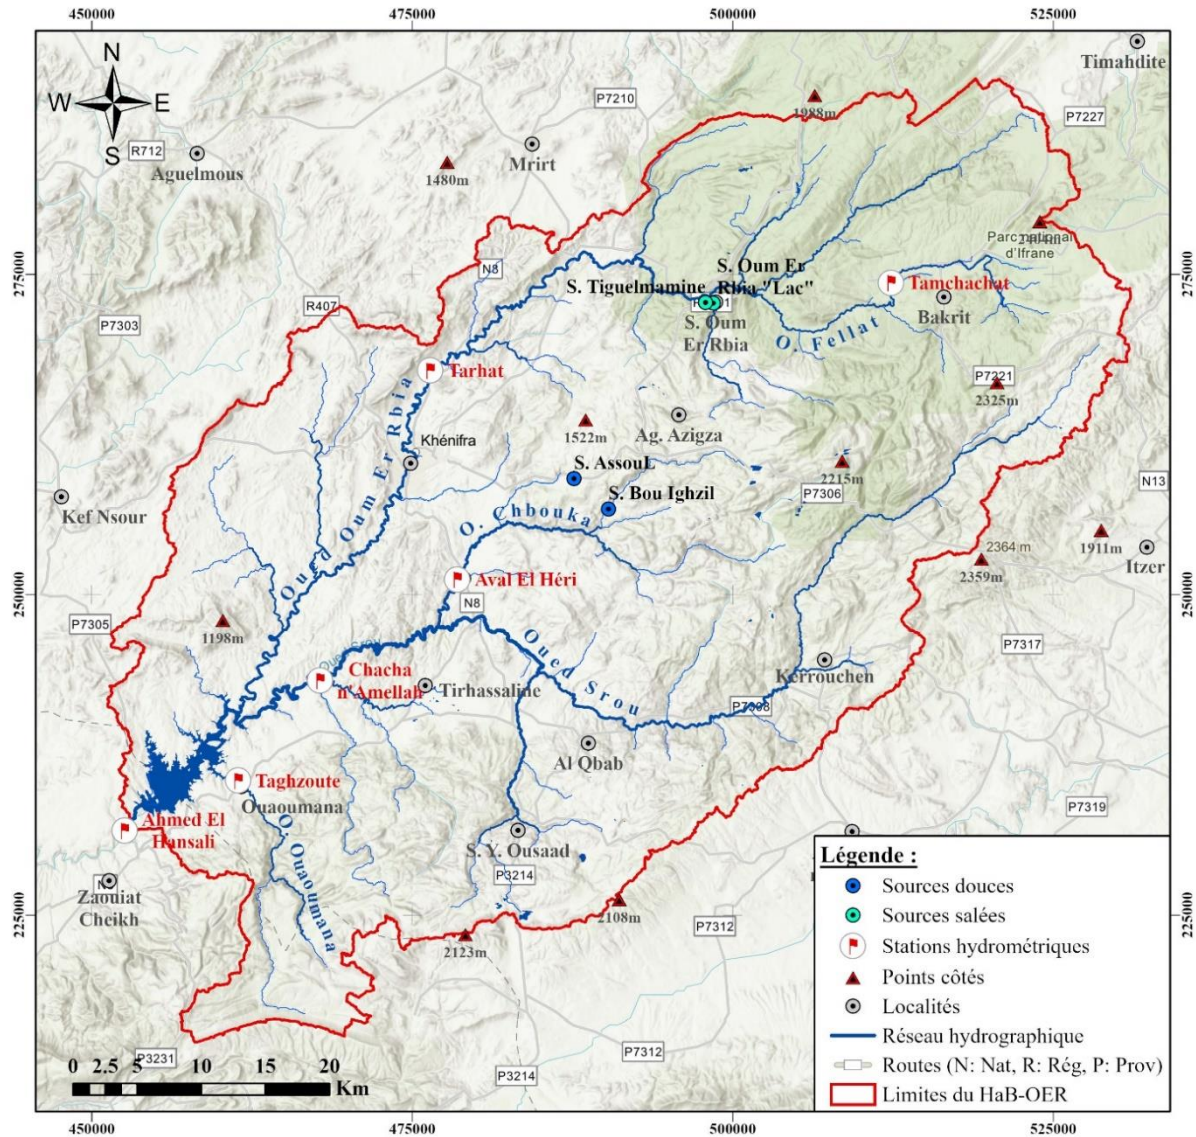 450000
475000
500000
525000
N
W
E
S
Timahdite
P7210
1988m
P7227
R712
Aguelmous
Mrirt
1480m
275000
275000
Parc national
d'Ifrane
N8
S. Oum Er
Rbia "Lac"
S. Tiguelmamine
Tamchachat
Bakrit
S. Oum
Er Rbia
O. Fellat
R407
P7303
Tarhat
P7221
2325m
1522m
Ag. Azigza
Khénifra
Oued Oum Er Rbia
S. AssouL
S. Bou Ighzil
2215m
P7306
N13
Kef Nsour
O. Chbouka
2364 m
2359m
1911m
Itzer
Aval El Héri
N8
250000
250000
P7305
1198m
P7317
Oued Srou
Chacha
n'Amellah
Tirhassaline
Kerrouchen
P7308
Al Qbab
Taghzoute
Ouaoumana
P7319
Ahmed El
Hansali
O. Ouaoumana
S. Y. Ousaad
P3214
Zaouiat
Cheikh
2108m
2123m
P7312
225000
225000
Légende :
Sources douces
Sources salées
Stations hydrométriques
Points côtés
Localités
Réseau hydrographique
Routes (N: Nat, R: Rég, P: Prov)
Limites du HaB-OER
P3231
P7312
P3214
0 2.5 5 10 15 20
Km
450000
475000
500000
525000